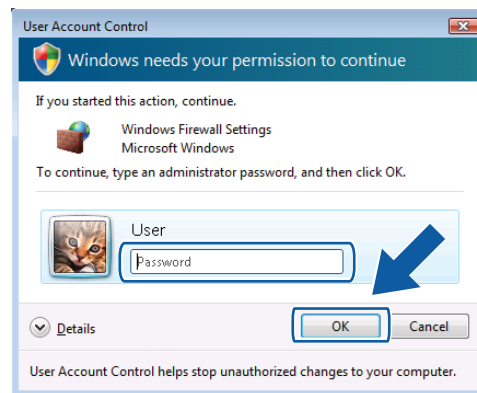 User Account Control
Windows needs your permission to continue
If you started this action, continue.
Windows Firewall Settings
Microsoft Windows
To continue, type an administrator password, and then click OK.
User
Password
Details
OK
Cancel
User Account Control helps stop unauthorized changes to your computer.